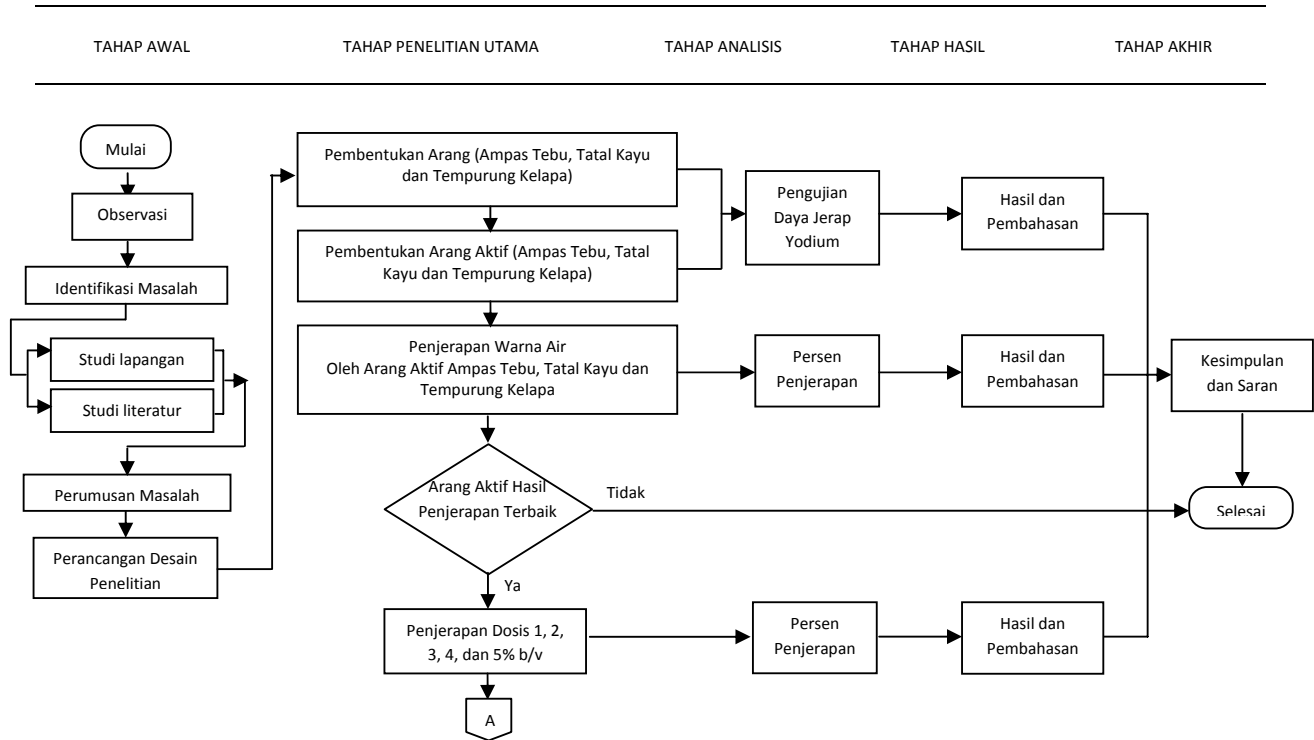 TAHAP AWAL
TAHAP PENELITIAN UTAMA
TAHAP ANALISIS
TAHAP HASIL
TAHAP AKHIR
Mulai
Observasi
Identifikasi Masalah
Studi lapangan
Studi literatur
Perumusan Masalah
Perancangan Desain
Penelitian
Pembentukan Arang (Ampas Tebu, Tatal Kayu
dan Tempurung Kelapa)
Pembentukan Arang Aktif (Ampas Tebu, Tatal
Kayu dan Tempurung Kelapa)
Pengujian
Daya Jerap
Yodium
Hasil dan
Pembahasan
Penjerapan Warna Air
Oleh Arang Aktif Ampas Tebu, Tatal Kayu dan
Tempurung Kelapa
Persen
Penjerapan
Hasil dan
Pembahasan
Kesimpulan
dan Saran
Arang Aktif Hasil
Penjerapan Terbaik
Tidak
Selesai
Ya
Penjerapan Dosis 1, 2,
3, 4, dan 5% b/v
Persen
Penjerapan
Hasil dan
Pembahasan
A